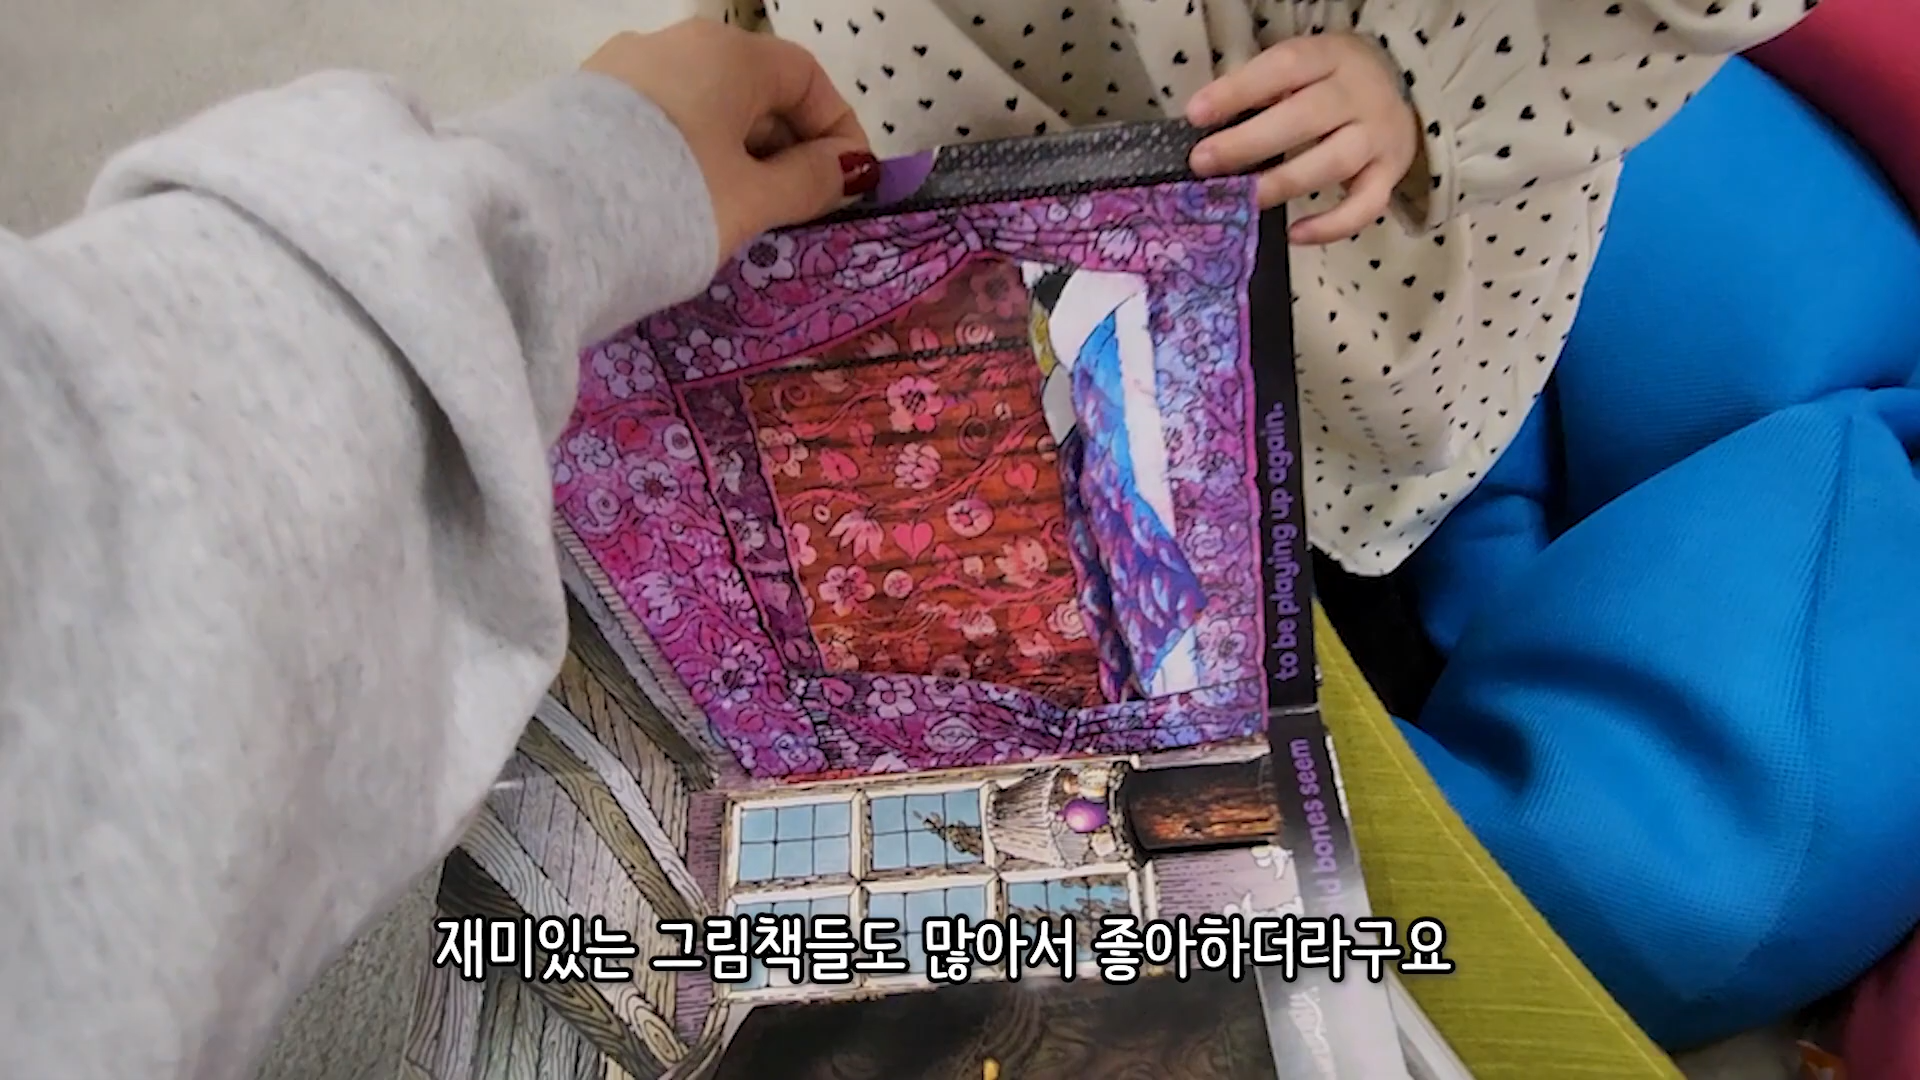 to be playing up again.
bones seen
재미있는 그림책들도 많아서 좋아하더라구요